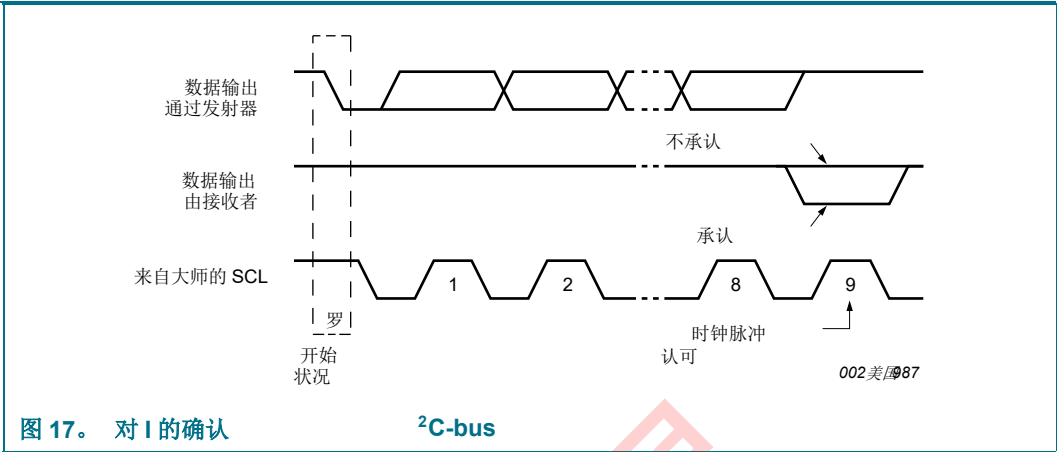 数据输出
通过发射器
不承认
数据输出
由接收者
承认
来自大师的 SCL
1
2
8
9
罗
时钟脉冲
认可
开始
状况
002美国987
图 17。 对 I 的确认 ²C-bus